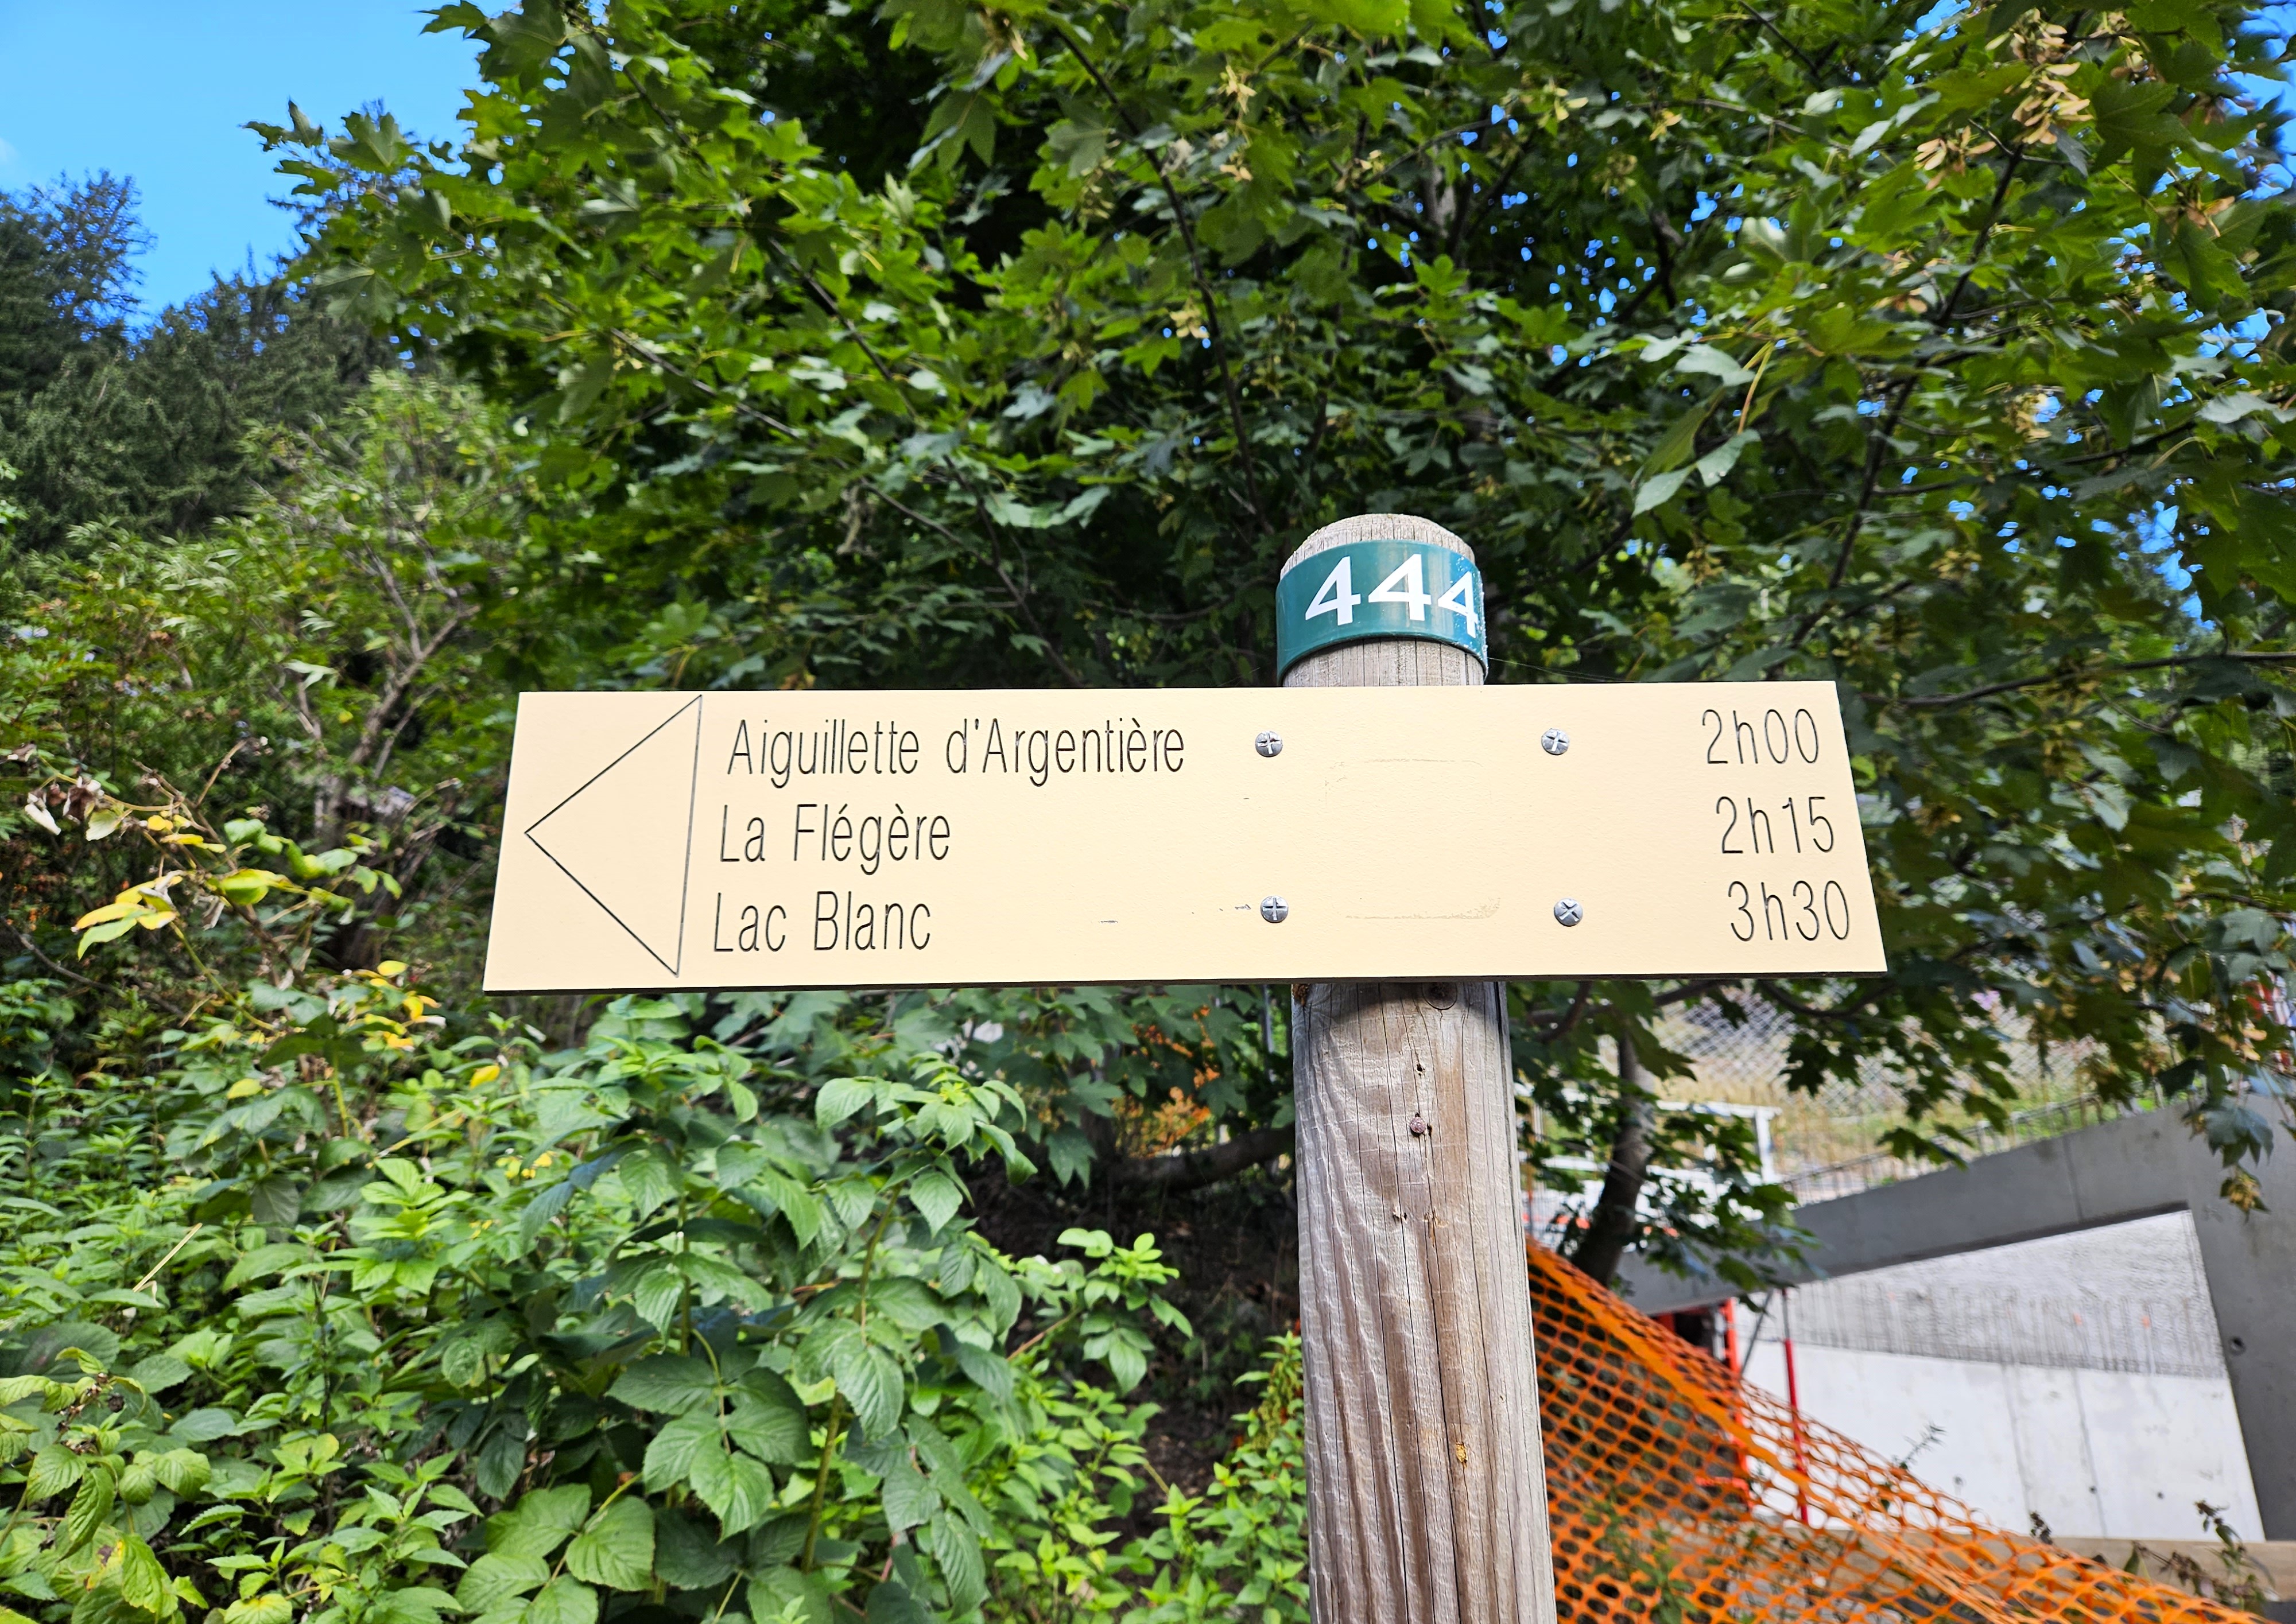 444
Aiguillette d'Argentière 2h00
La Flégère 2h15
Lac Blanc 3h30